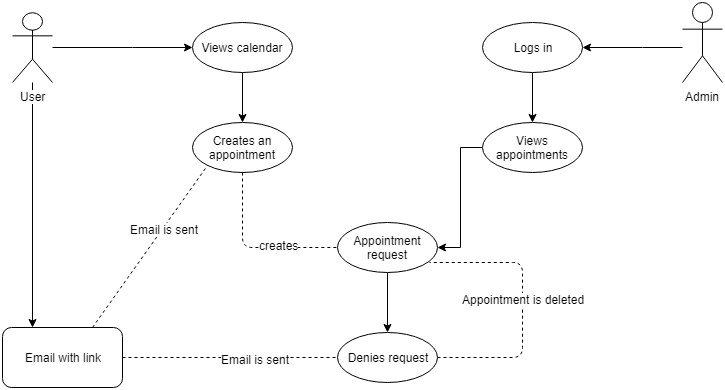 Views calendar
Logs in
User
Admin
Creates an
appointment
Views
appointments
Email is sent
creates
Appointment
request
Appointment is deleted
Email with link
Email is sent
Denies request